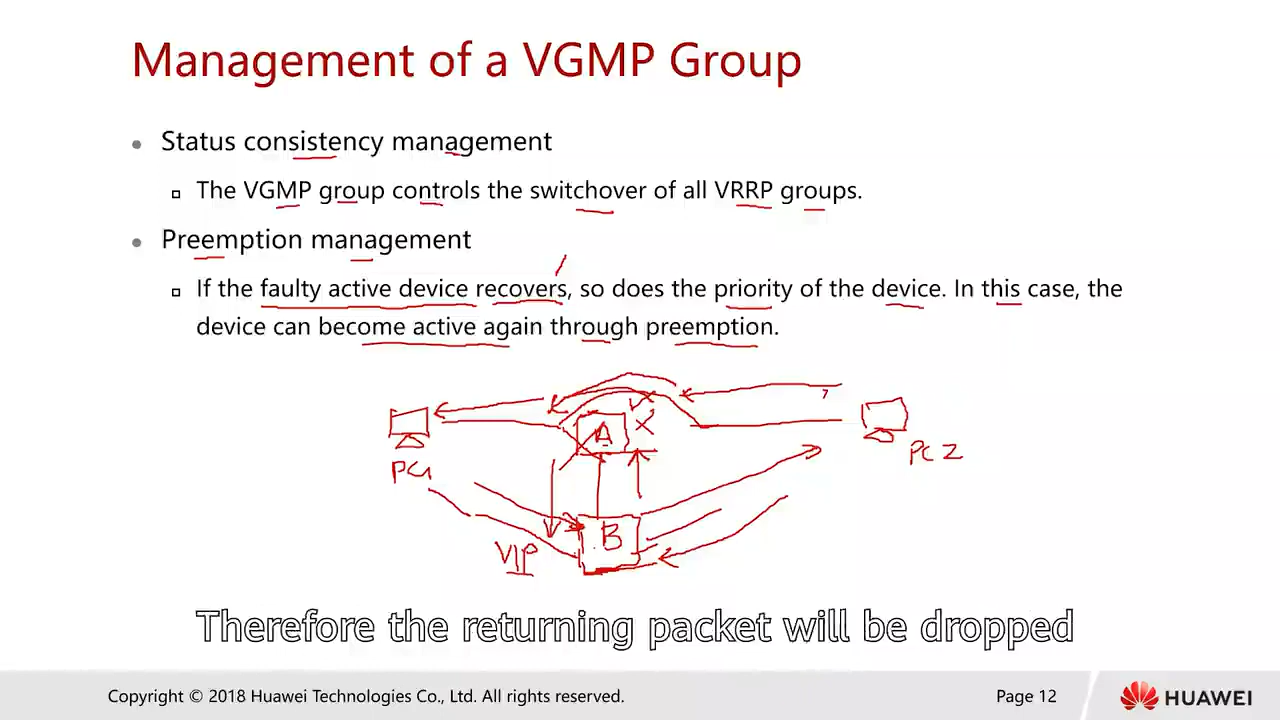 Management of a VGMP Group
Status consistency management
The VGMP group controls the switchover of all VRRP groups.
Preemption management
If the faulty active device recovers, so does the priority of the device. In this case, the
device can become active again through preemption.
A
PC1
PC2
B
VIP
Therefore the returning packet will be dropped
Copyright © 2018 Huawei Technologies Co., Ltd. All rights reserved.
Page 12
HUAWEI